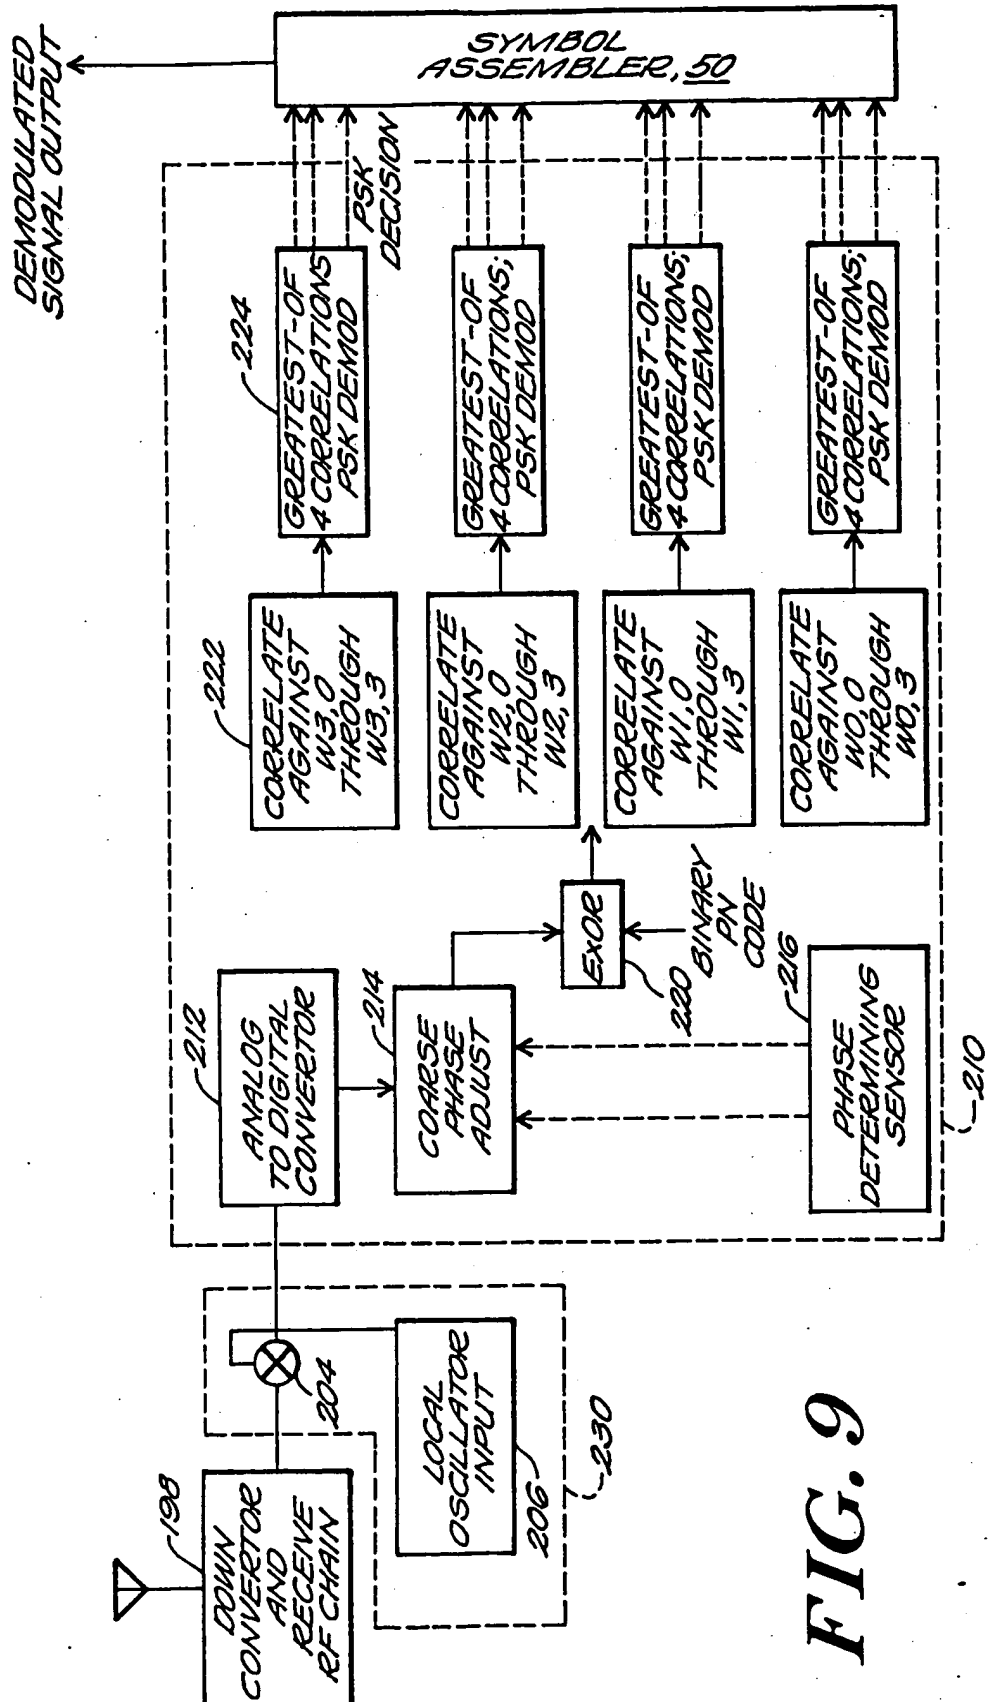 198
DOWN
CONVERTOR
AND
RECEIVE
RF CHAIN
204
LOCAL
OSCILLATOR
INPUT
206
230
212
ANALOG
TO DIGITAL
CONVERTOR
214
COARSE
PHASE
ADJUST
216
PHASE
DETERMINING
SENSOR
210
EXOR
220
BINARY
PN
CODE
222
CORRELATE
AGAINST
W3,0
THROUGH
W3,3
CORRELATE
AGAINST
W2,0
THROUGH
W2,3
CORRELATE
AGAINST
W1,0
THROUGH
W1,3
CORRELATE
AGAINST
W0,0
THROUGH
W0,3
224
GREATEST-OF
4 CORRELATIONS
PSK DEMOD
GREATEST-OF
4 CORRELATIONS;
PSK DEMOD
GREATEST-OF
4 CORRELATIONS;
PSK DEMOD
GREATEST-OF
4 CORRELATIONS;
PSK DEMOD
PSK
DECISION
DEMODULATED
SIGNAL OUTPUT
SYMBOL
ASSEMBLER, 50
FIG. 9